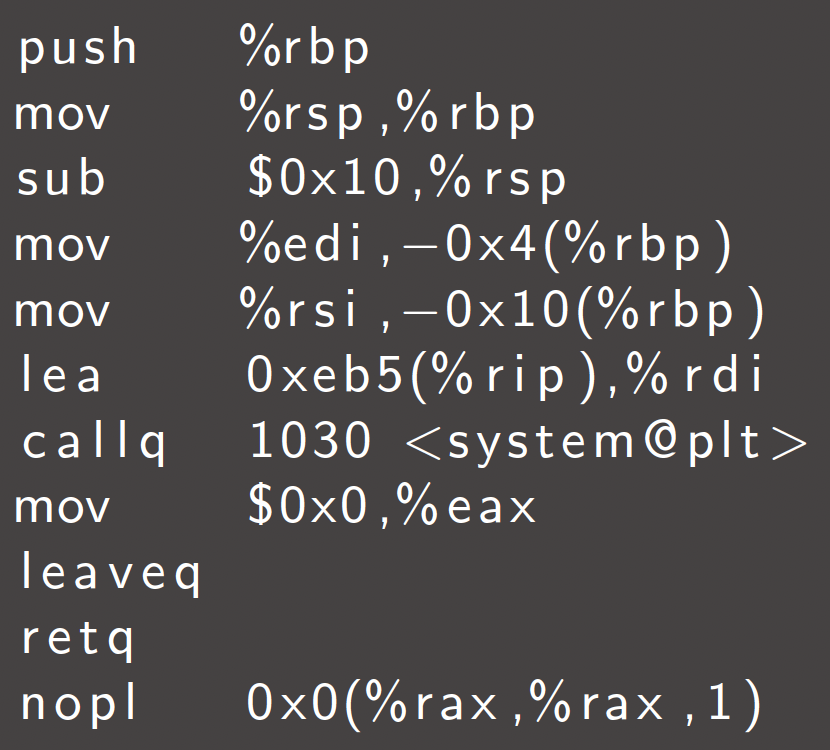 push %rbp
mov %rsp,%rbp
sub $0x10,%rsp
mov %edi,−0x4(%rbp)
mov %rsi,−0x10(%rbp)
lea 0xeb5(%rip),%rdi
callq 1030 <system@plt>
mov $0x0,%eax
leaveq
retq
nopl 0x0(%rax,%rax,1)